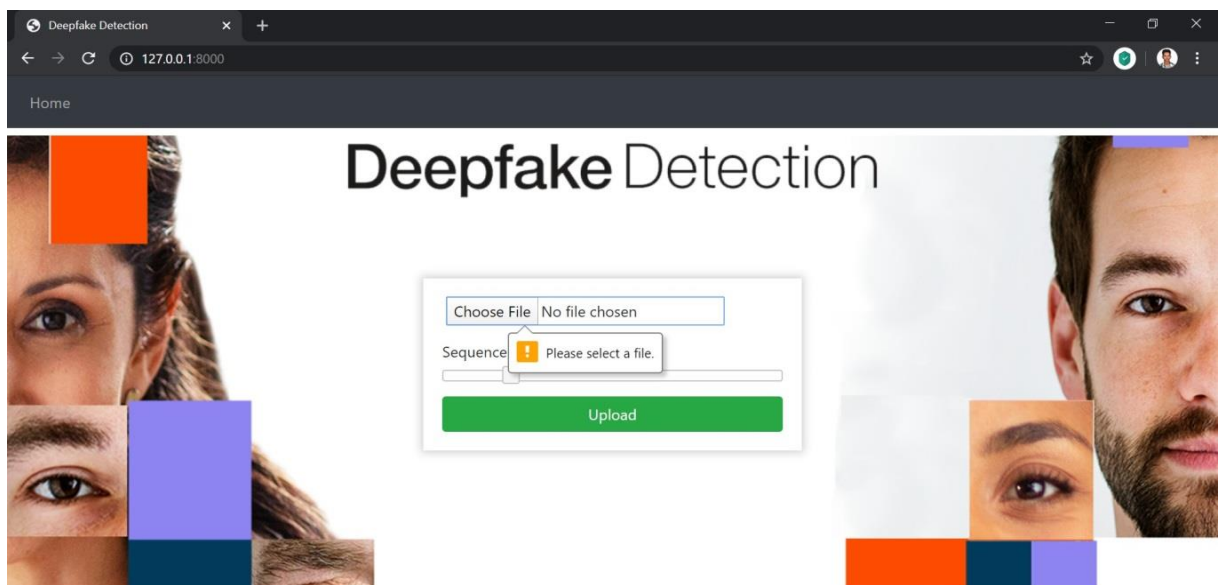 Deepfake Detection
127.0.0.1:8000
Home
Deepfake Detection
Choose File No file chosen
Sequence
! Please select a file.
Upload